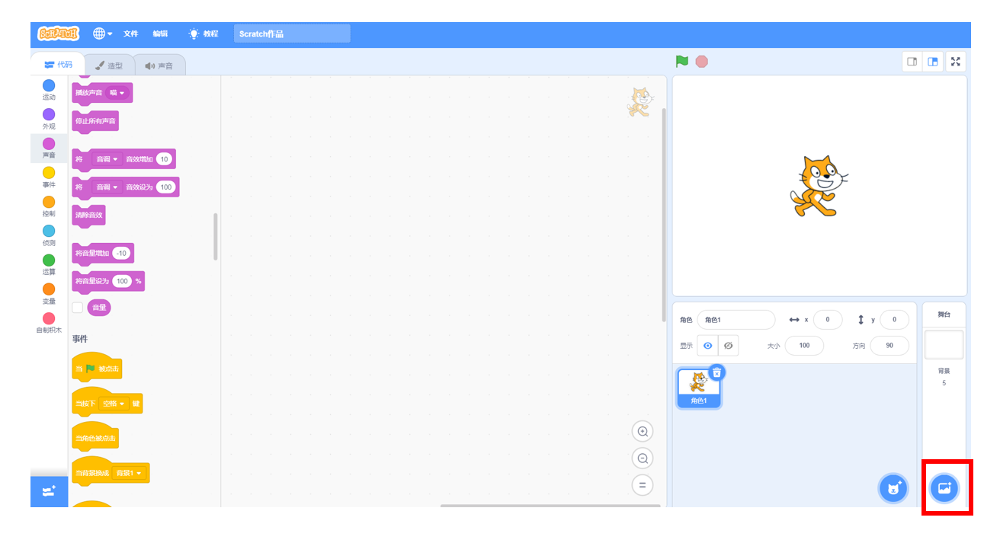 SCRATCH 文件 编辑 教程 Scratch作品
代码 造型 声音
运动
外观
声音
事件
控制
侦测
运算
变量
自制积木
播放声音 喵
停止所有声音
将 音调 音效增加 10
将 音调 音效设为 100
清除音效
将音量增加 -10
将音量设为 100 %
音量
事件
当 被点击
当按下 空格 键
当角色被点击
当背景换成 背景1
角色 角色1 x 0 y 0
显示 大小 100 方向 90
角色1
舞台
背景
5